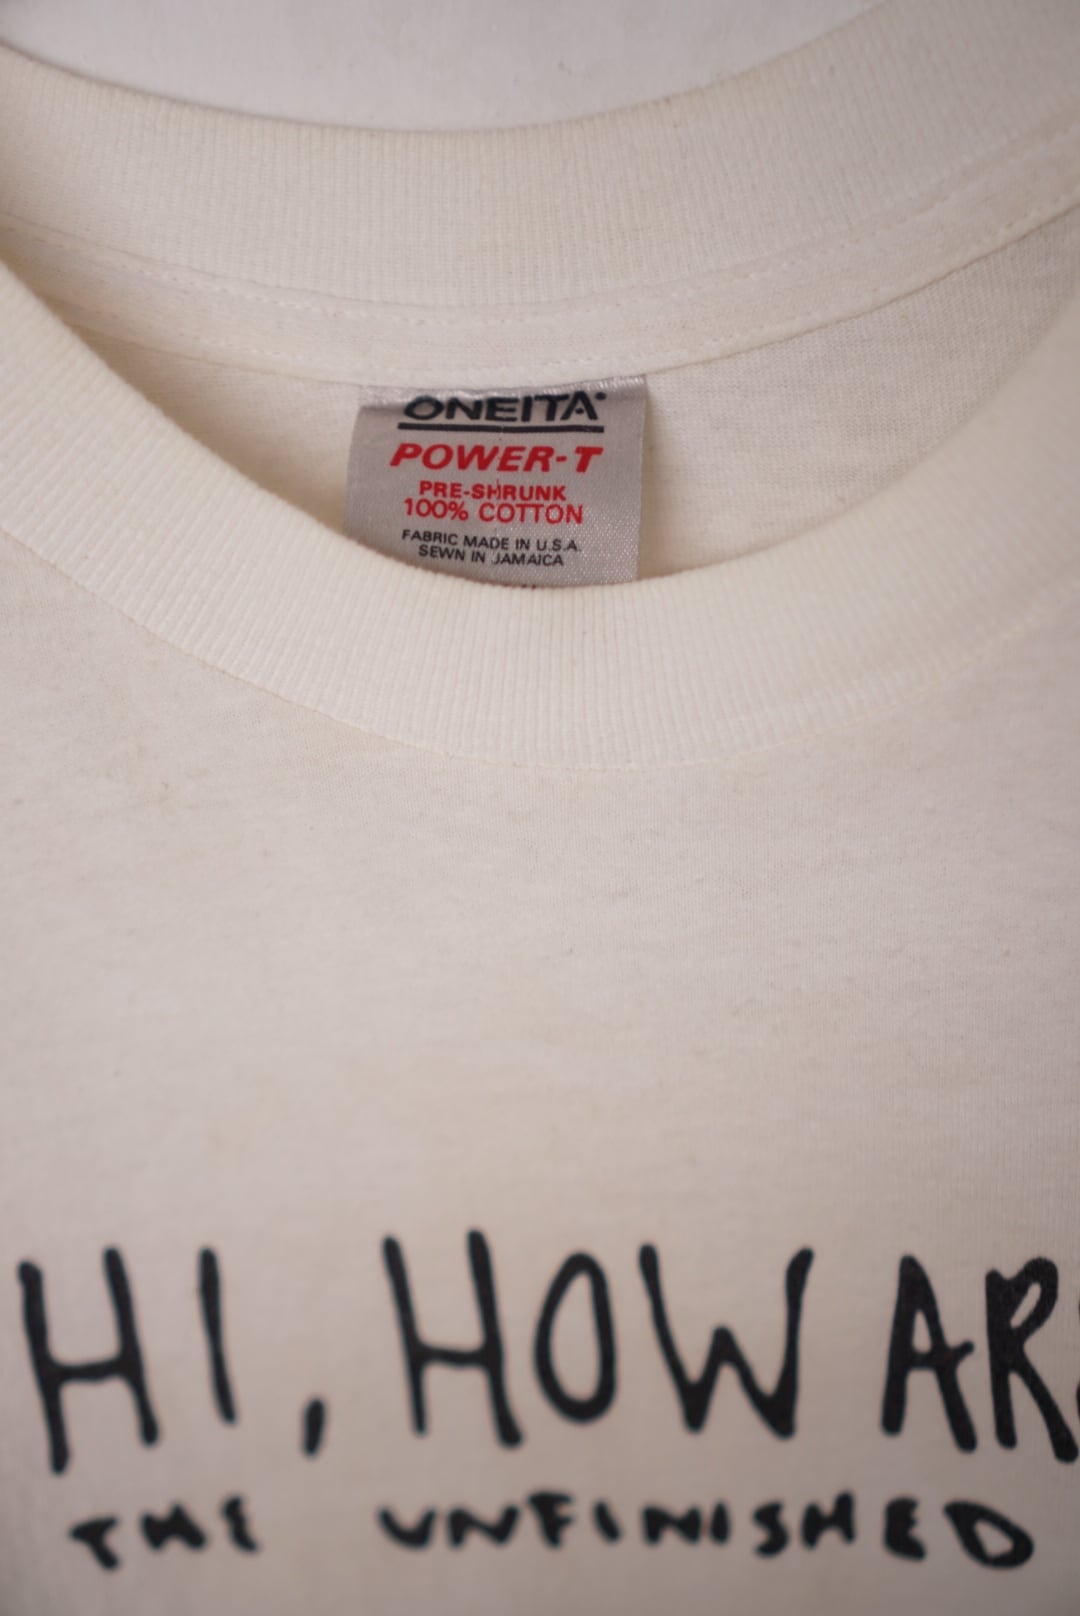 ONEITA
POWER-T
PRE-SHRUNK
100% COTTON
FABRIC MADE IN U.S.A.
SEWN IN JAMAICA
HI, HOW AR
THE UNFINISHED